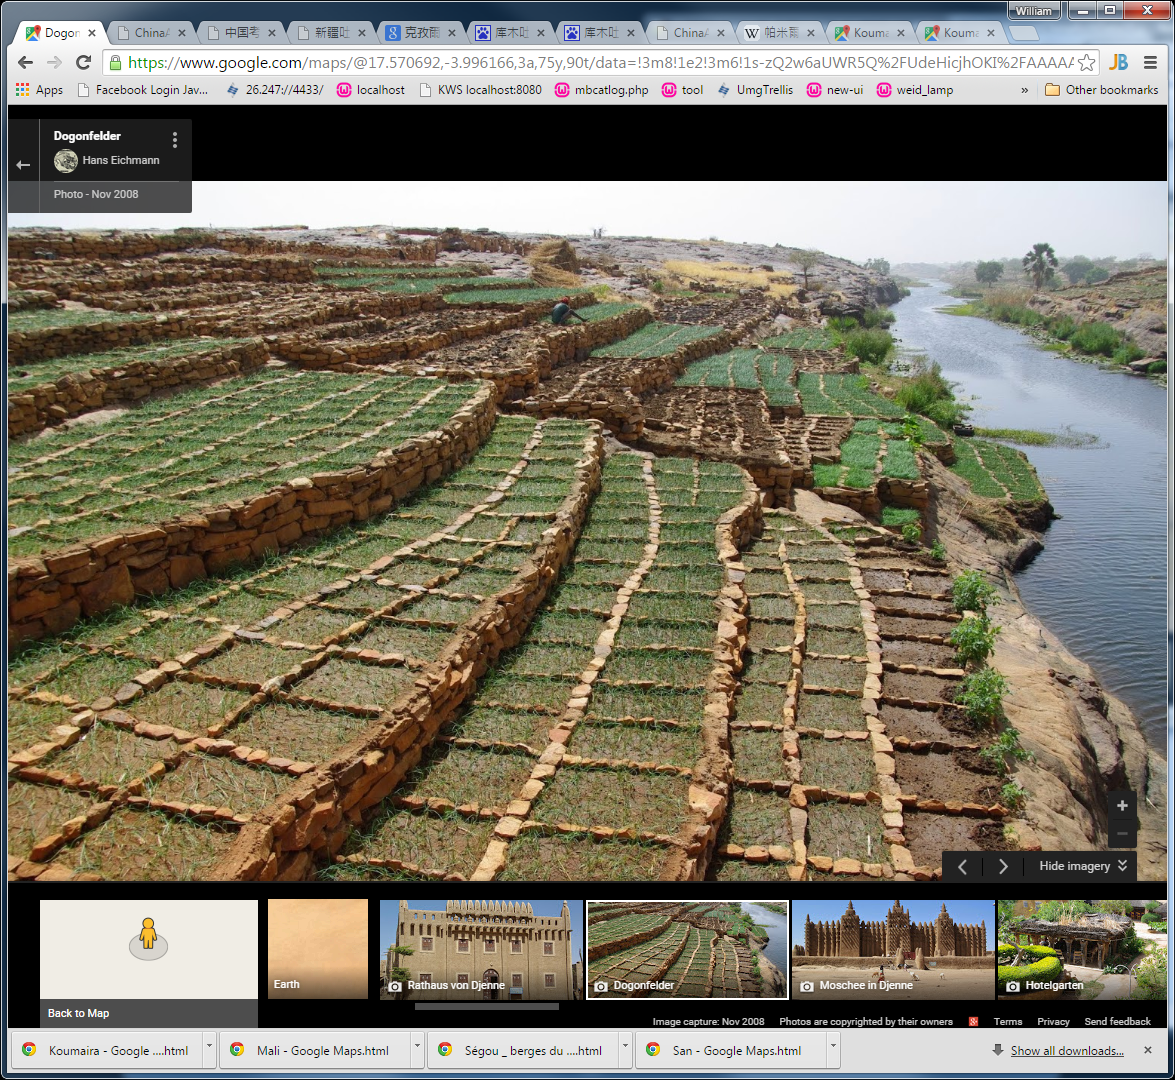 William
Dogon
ChinaA
中国考
新疆吐
克孜爾
库木吐
库木吐
ChinaA
帕米爾
Kouma
Kouma
https://www.google.com/maps/@17.570692,-3.996166,3a,75y,90t/data=!3m8!1e2!3m6!1s-zQ2w6aUWR5Q%2FUdeHicjhOKI%2FAAAAA
Apps
Facebook Login Jav...
26.247://4433/
localhost
KWS localhost:8080
mbcatlog.php
tool
UmgTrellis
new-ui
weid_lamp
»
Other bookmarks
Dogonfelder
Hans Eichmann
Photo - Nov 2008
Hide imagery
Back to Map
Earth
Rathaus von Djenne
Dogonfelder
Moschee in Djenne
Hotelgarten
Image capture: Nov 2008 Photos are copyrighted by their owners Terms Privacy Send feedback
Koumaira - Google ....html
Mali - Google Maps.html
Ségou _ berges du ....html
San - Google Maps.html
Show all downloads...